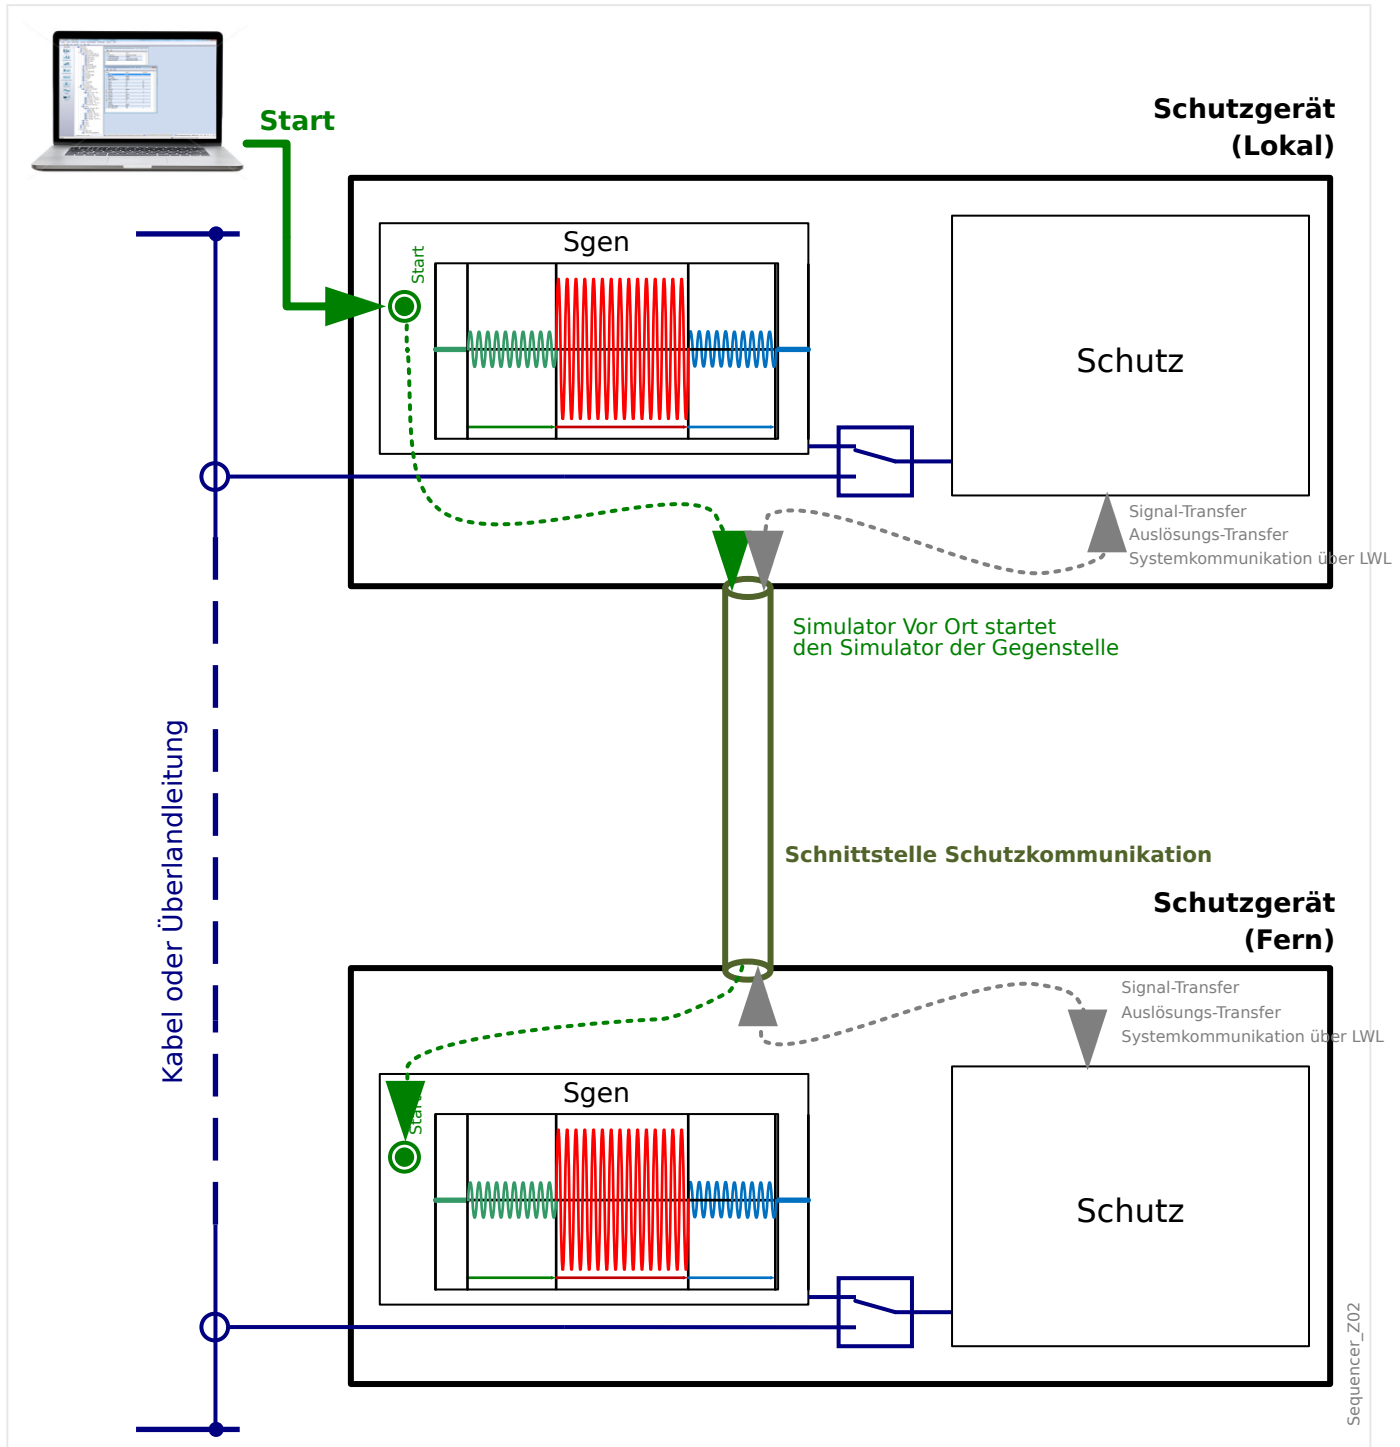 Start
Schutzgerät
(Lokal)
Sgen
Start
Schutz
Signal-Transfer
Auslösungs-Transfer
Systemkommunikation über LWL
Simulator Vor Ort startet
den Simulator der Gegenstelle
Kabel oder Überlandleitung
Schnittstelle Schutzkommunikation
Schutzgerät
(Fern)
Signal-Transfer
Auslösungs-Transfer
Systemkommunikation über LWL
Sgen
Start
Schutz
Sequencer_Z02